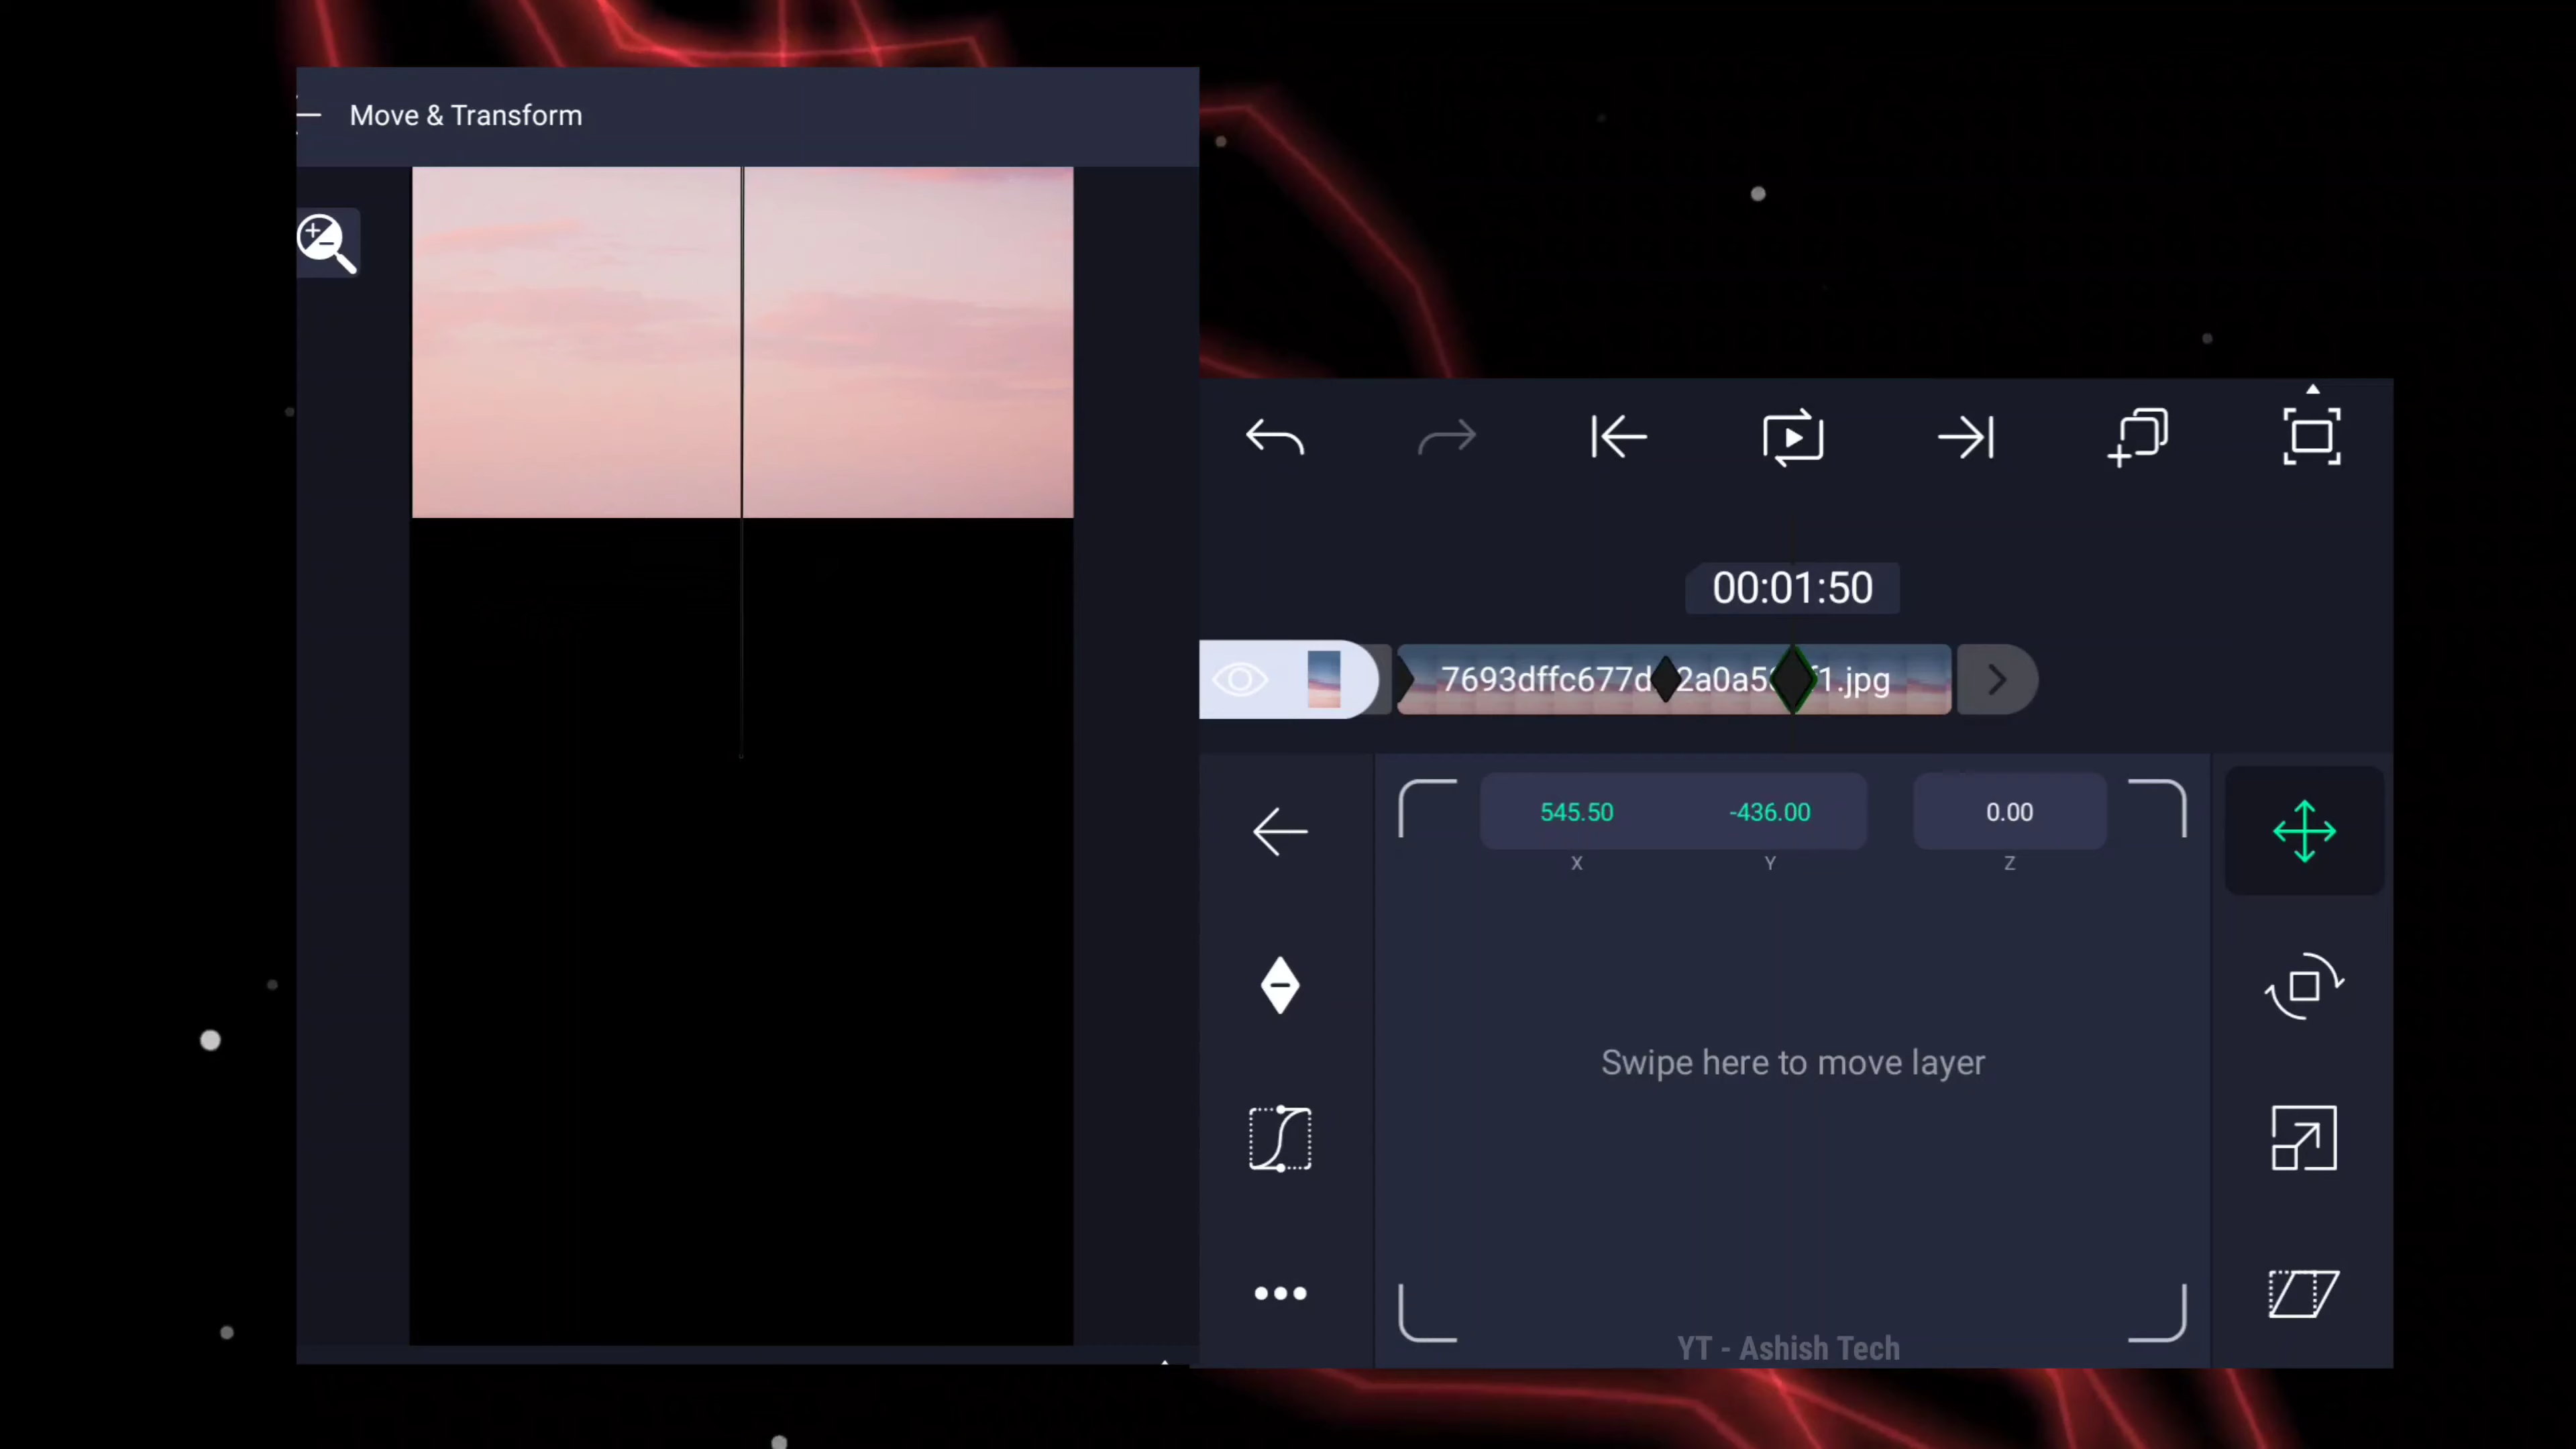 Move & Transform
00:01:50
7693dffc677d
2a0a5
f1.jpg
545.50
-436.00
0.00
X
Y
Z
Swipe here to move layer
YT - Ashish Tech